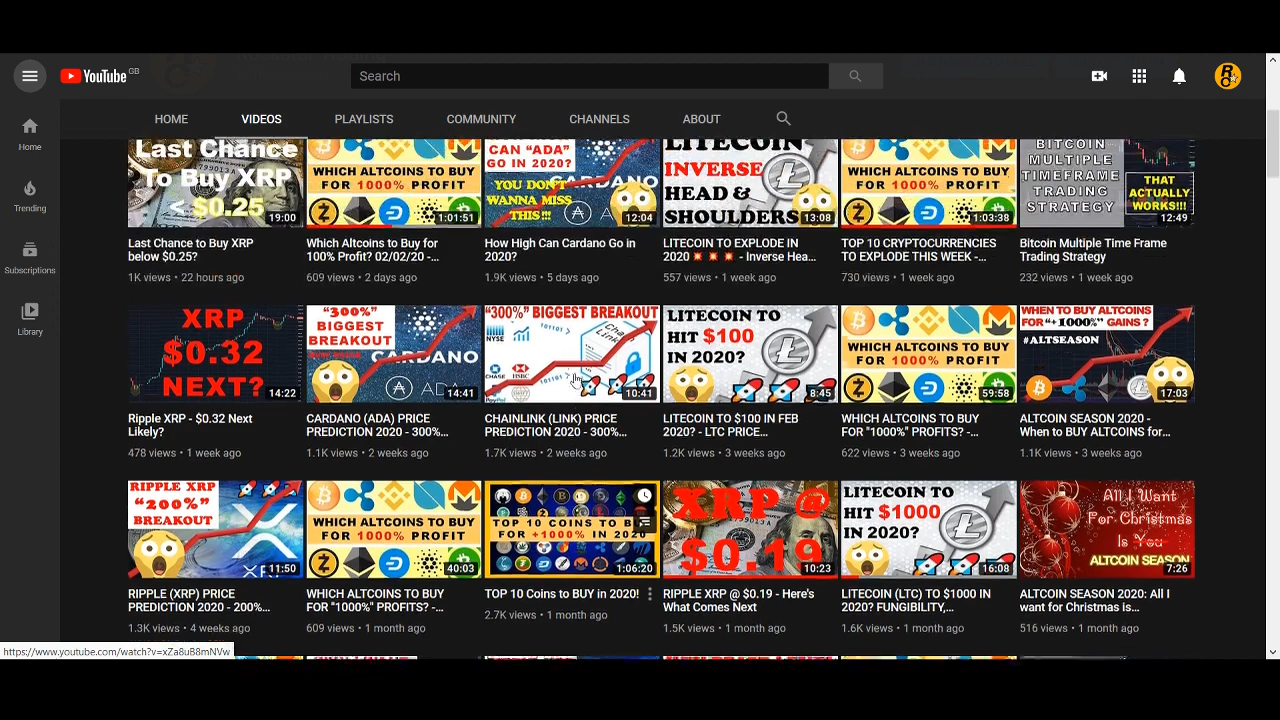 YouTube GB
Search
HOME
VIDEOS
PLAYLISTS
COMMUNITY
CHANNELS
ABOUT
Home
Trending
Subscriptions
Library
Last Chance
To Buy XRP
< $0.25
19:00
WHICH ALTCOINS TO BUY
FOR 1000% PROFIT
1:01:51
CAN "ADA"
GO IN 2020?
CARDANO
YOU DON'T
WANNA MISS
THIS !!!
ADA
12:04
LITECOIN
INVERSE
HEAD &
SHOULDERS
13:08
WHICH ALTCOINS TO BUY
FOR 1000% PROFIT
1:03:38
BITCOIN
MULTIPLE
TIMEFRAME
TRADING
STRATEGY
THAT
ACTUALLY
WORKS!!!
12:49
Last Chance to Buy XRP
below $0.25?
1K views • 22 hours ago
Which Altcoins to Buy for
100% Profit? 02/02/20 -...
609 views • 2 days ago
How High Can Cardano Go in
2020?
1.9K views • 5 days ago
LITECOIN TO EXPLODE IN
2020💥💥💥 - Inverse Hea...
557 views • 1 week ago
TOP 10 CRYPTOCURRENCIES
TO EXPLODE THIS WEEK -...
730 views • 1 week ago
Bitcoin Multiple Time Frame
Trading Strategy
232 views • 1 week ago
XRP
$0.32
NEXT?
14:22
"300%"
BIGGEST
BREAKOUT
CARDANO
ADA
14:41
"300%" BIGGEST BREAKOUT
NYSE
101101 >
CHASE
HSBC
101101 >
PayPal
10:41
LITECOIN TO
HIT $100
IN 2020?
8:45
WHICH ALTCOINS TO BUY
FOR 1000% PROFIT
59:58
WHEN TO BUY ALTCOINS
FOR "+1000%" GAINS ?
#ALTSEASON
17:03
Ripple XRP - $0.32 Next
Likely?
478 views • 1 week ago
CARDANO (ADA) PRICE
PREDICTION 2020 - 300%...
1.1K views • 2 weeks ago
CHAINLINK (LINK) PRICE
PREDICTION 2020 - 300%...
1.7K views • 2 weeks ago
LITECOIN TO $100 IN FEB
2020? - LTC PRICE...
1.2K views • 3 weeks ago
WHICH ALTCOINS TO BUY
FOR "1000%" PROFITS? -...
622 views • 3 weeks ago
ALTCOIN SEASON 2020 -
When to BUY ALTCOINS for...
1.1K views • 3 weeks ago
RIPPLE XRP
"200%"
BREAKOUT
11:50
WHICH ALTCOINS TO BUY
FOR 1000% PROFIT
40:03
TOP 10 COINS TO B
FOR +1000% IN 2020
1:06:20
XRP @
$0.19
10:23
LITECOIN TO
HIT $1000
IN 2020?
16:08
All I Want
For Christmas
Is You
ALTCOIN SEASON
7:26
RIPPLE (XRP) PRICE
PREDICTION 2020 - 200%...
1.3K views • 4 weeks ago
WHICH ALTCOINS TO BUY
FOR "1000%" PROFITS? -...
609 views • 1 month ago
TOP 10 Coins to BUY in 2020!
2.7K views • 1 month ago
RIPPLE XRP @ $0.19 - Here's
What Comes Next
1.5K views • 1 month ago
LITECOIN (LTC) TO $1000 IN
2020? FUNGIBILITY,...
1.6K views • 1 month ago
ALTCOIN SEASON 2020: All I
want for Christmas is...
516 views • 1 month ago
https://www.youtube.com/watch?v=xZa8uB8mNVw